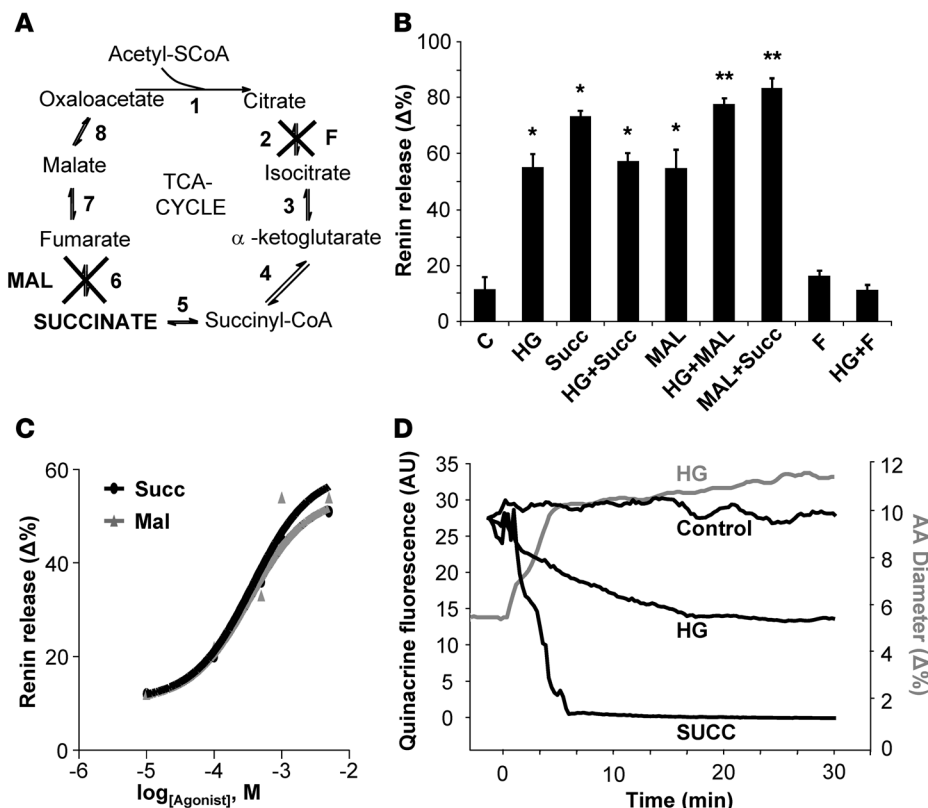 A
Acetyl-SCoA
Oxaloacetate
1
Citrate
8
2
F
Malate
Isocitrate
TCA-
CYCLE
7
3
Fumarate
α -ketoglutarate
MAL
6
4
SUCCINATE
5
Succinyl-CoA
B
Renin release (Δ%)
100
80
60
40
20
0
*
*
*
*
**
**
C
HG
Succ
HG+Succ
MAL
HG+MAL
MAL+Succ
F
HG+F
C
Renin release (Δ%)
60
40
20
0
Succ
Mal
-6
-5
-4
-3
-2
log[Agonist], M
D
Quinacrine fluorescence (AU)
35
30
25
20
15
10
5
0
HG
Control
HG
SUCC
12
10
8
6
4
2
0
AA Diameter (Δ%)
0
10
20
30
Time (min)